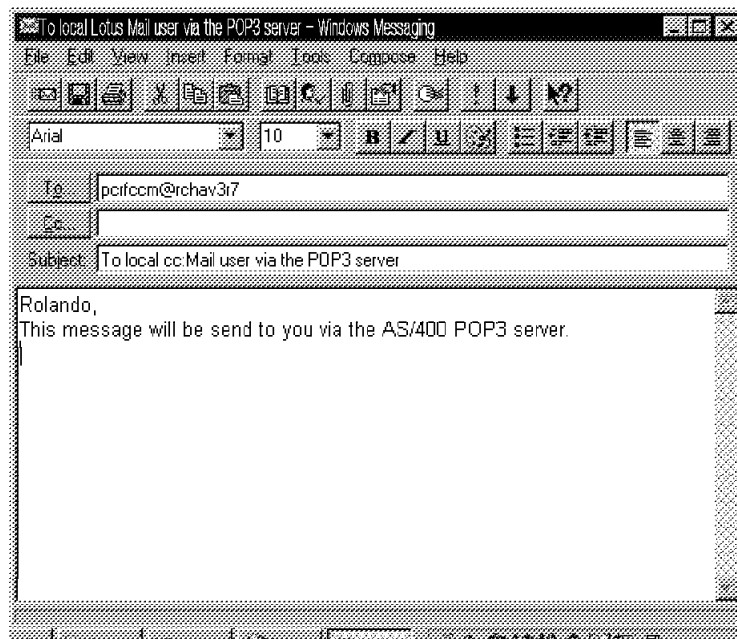 To local Lotus Mail user via the POP3 server - Windows Messaging
File Edit View Insert Format Tools Compose Help
Arial 10 B I U
To... pcrfccm@rchav3r7
Cc...
Subject: To local cc:Mail user via the POP3 server
Rolando,
This message will be send to you via the AS/400 POP3 server.